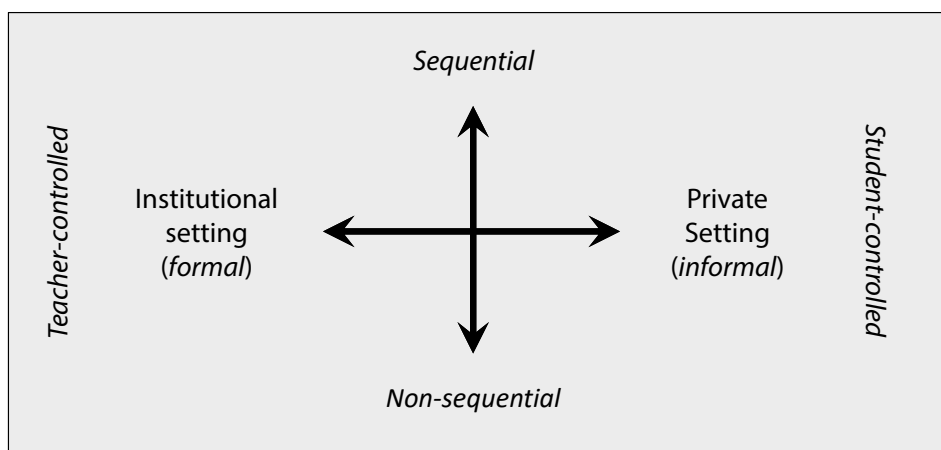 Sequential
Teacher-controlled
Institutional
setting
(formal)
Private
Setting
(informal)
Student-controlled
Non-sequential